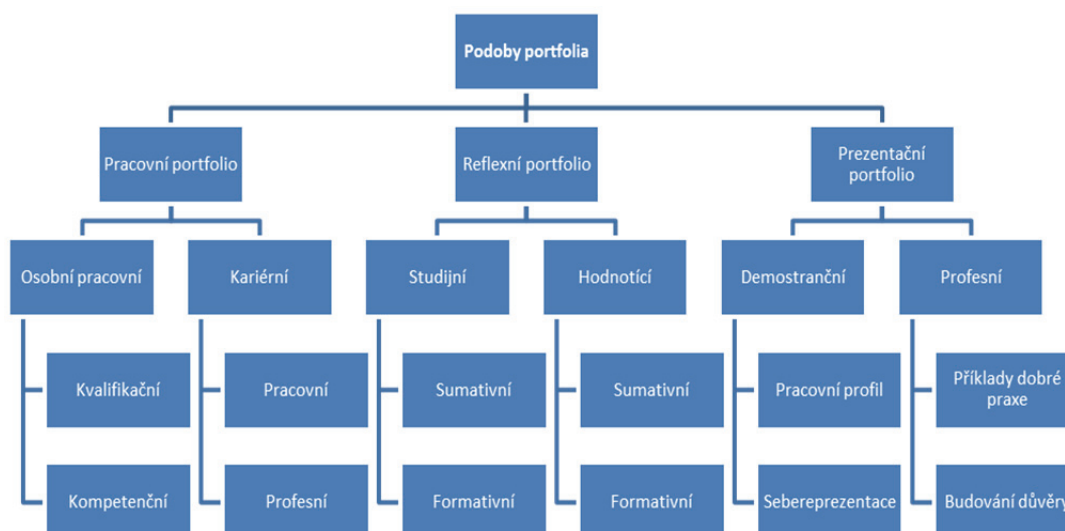 Podoby portfolia
Pracovní portfolio
Reflexní portfolio
Prezentační
portfolio
Osobní pracovní
Kariérní
Studijní
Hodnotící
Demostranční
Profesní
Kvalifikační
Pracovní
Sumativní
Sumativní
Pracovní profil
Příklady dobré
praxe
Kompetenční
Profesní
Formativní
Formativní
Sebereprezentace
Budování důvěry